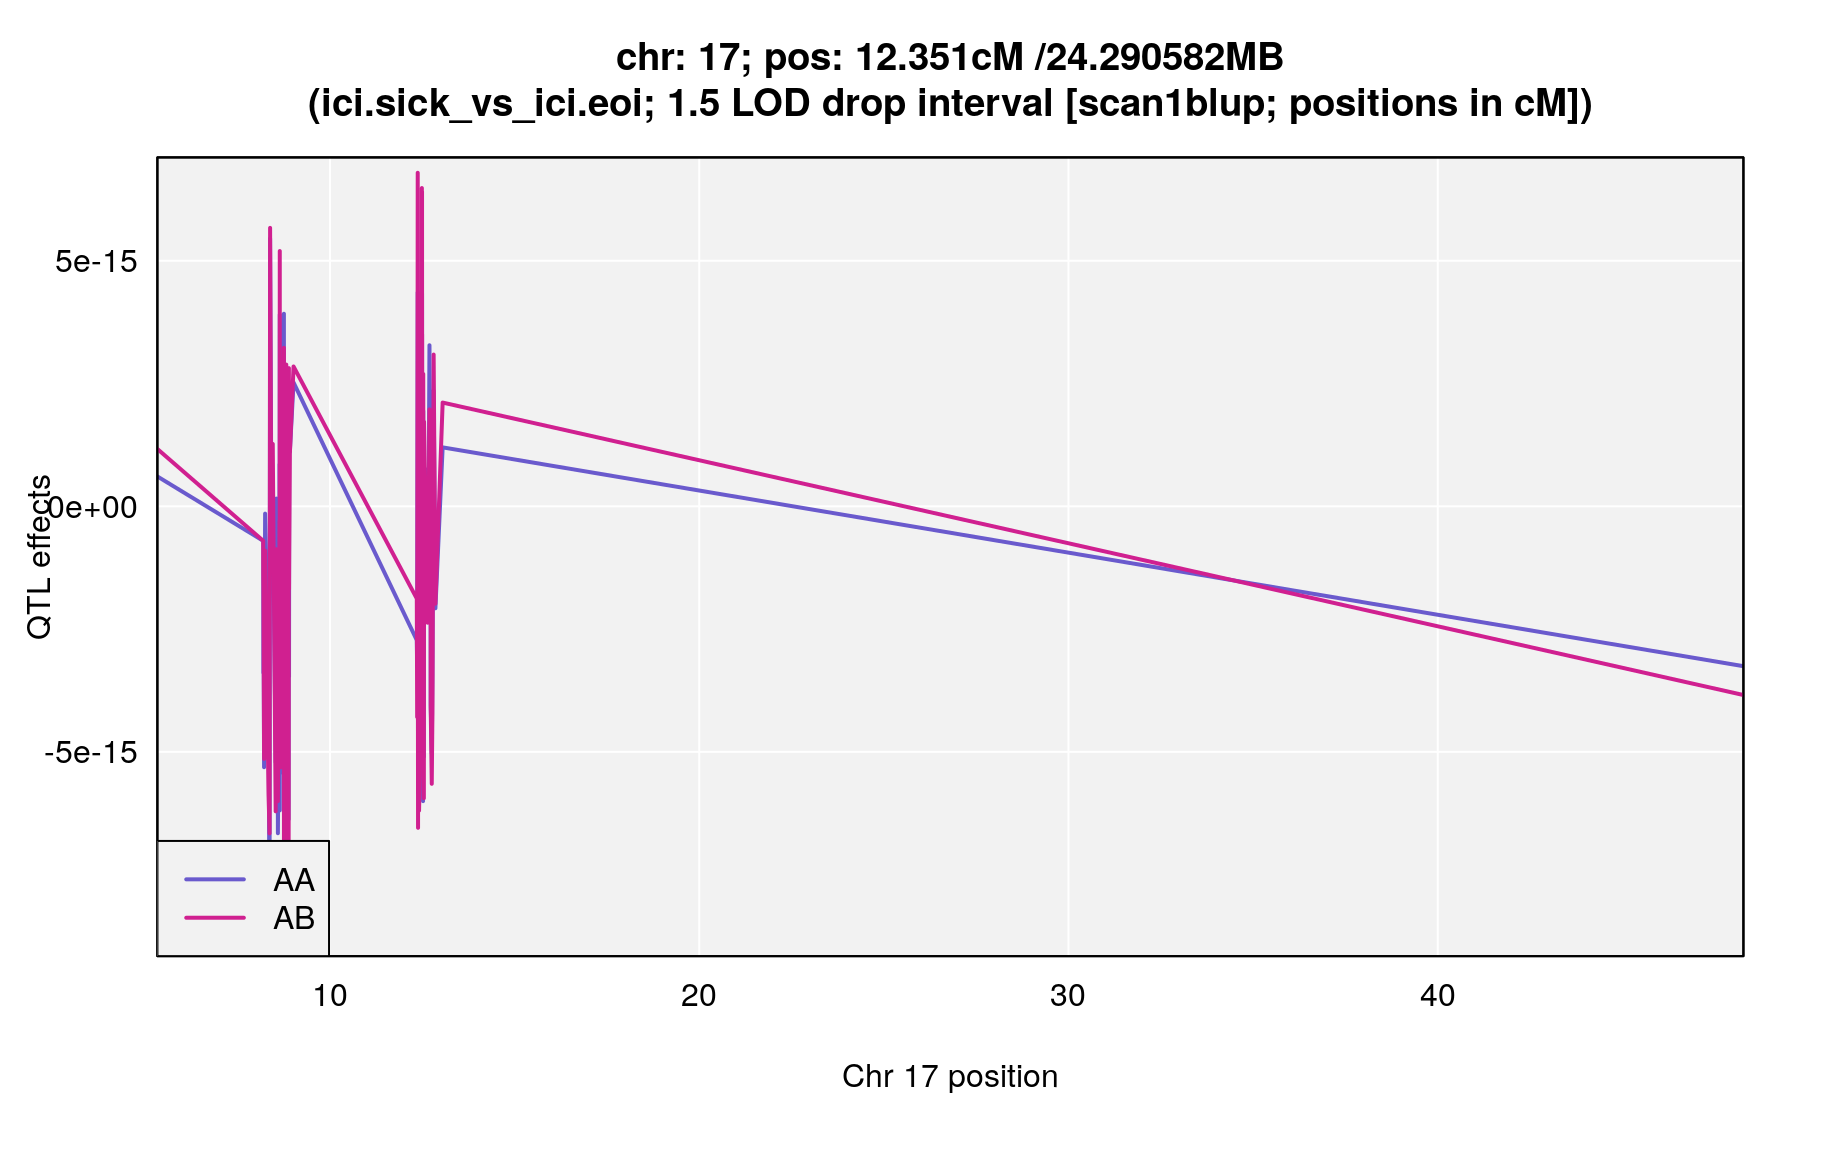 chr: 17; pos: 12.351cM /24.290582MB
(ici.sick_vs_ici.eoi; 1.5 LOD drop interval [scan1blup; positions in cM])
5e-15
0e+00
-5e-15
QTL effects
AA
AB
10 20 30 40
Chr 17 position